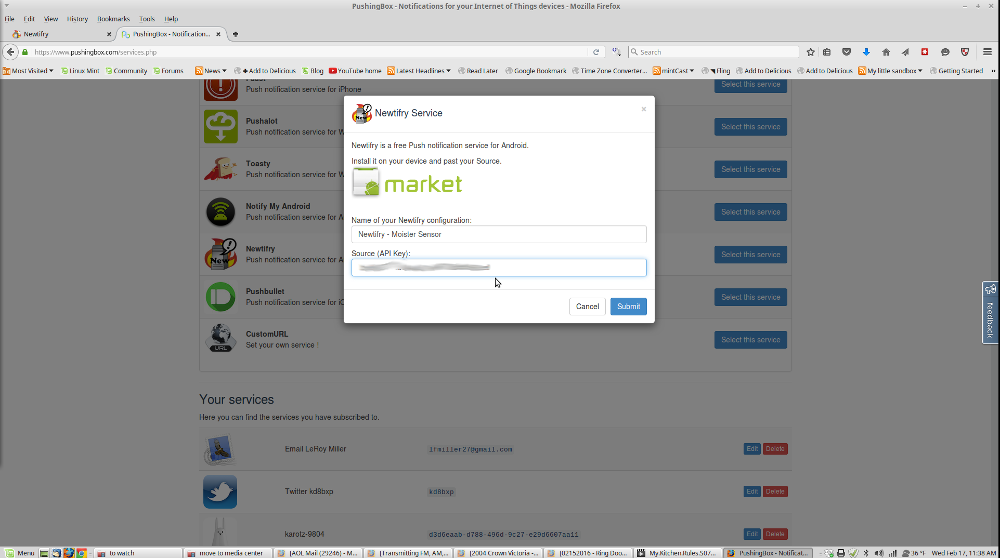 PushingBox - Notifications for your Internet of Things devices - Mozilla Firefox
File Edit View History Bookmarks Tools Help
Newtifry
PushingBox - Notification...
https://www.pushingbox.com/services.php
Search
Most Visited Linux Mint Community Forums News Add to Delicious Blog YouTube home Latest Headlines Read Later Google Bookmark Time Zone Converter... mintCast Fling Add to Delicious Add to Delicious My little sandbox Getting Started »
Push notification service for iPhone
Select this service
Pushalot
Push notification service for W
Select this service
Toasty
Push notification service for W
Select this service
Notify My Android
Push notification service for A
Select this service
New
Newtifry
Push notification service for A
Select this service
Pushbullet
Push notification service for iO
Select this service
URL
CustomURL
Set your own service !
Select this service
New
Newtifry Service
×
Newtifry is a free Push notification service for Android.
Install it on your device and past your Source.
market
Name of your Newtifry configuration:
Newtifry - Moister Sensor
Source (API Key):
Cancel Submit
feedback
Your services
Here you can find the services you have subscribed to.
Email LeRoy Miller lfmiller27@gmail.com Edit Delete
Twitter kd8bxp kd8bxp Edit Delete
karotz-9804 d3d6eaab-d788-496d-9c27-e29d6607aa11 Edit Delete
Menu to watch move to media center [AOL Mail (29246) - M... [Transmitting FM, AM,... [2004 Crown Victoria -... [02152016 - Ring Doo... My.Kitchen.Rules.S07... PushingBox - Notificat... 36 °F Wed Feb 17, 11:38 AM